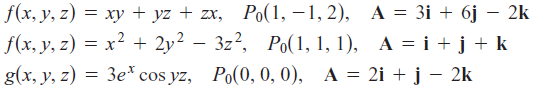 f(x, y, z) = xy + yz + zx, P₀(1, −1, 2), A = 3i + 6j − 2k
f(x, y, z) = x² + 2y² − 3z², P₀(1, 1, 1), A = i + j + k
g(x, y, z) = 3eˣ cos yz, P₀(0, 0, 0), A = 2i + j − 2k